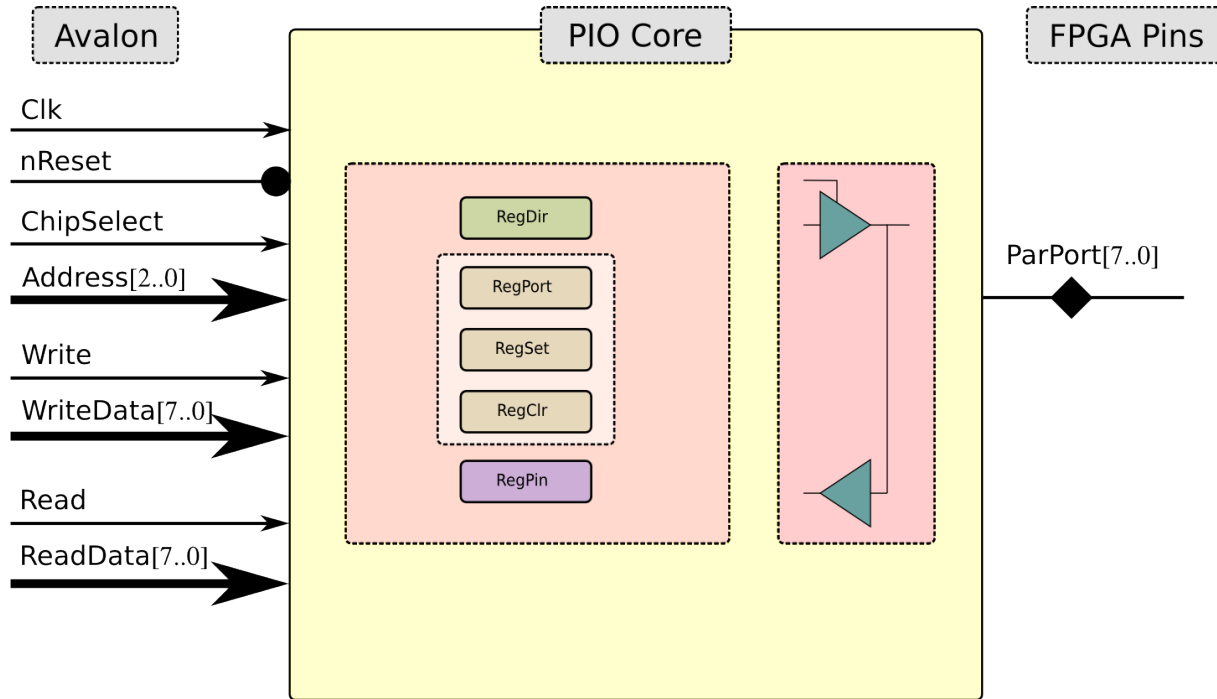 Avalon
PIO Core
FPGA Pins
Clk
nReset
ChipSelect
Address[2..0]
Write
WriteData[7..0]
Read
ReadData[7..0]
RegDir
RegPort
RegSet
RegClr
RegPin
ParPort[7..0]